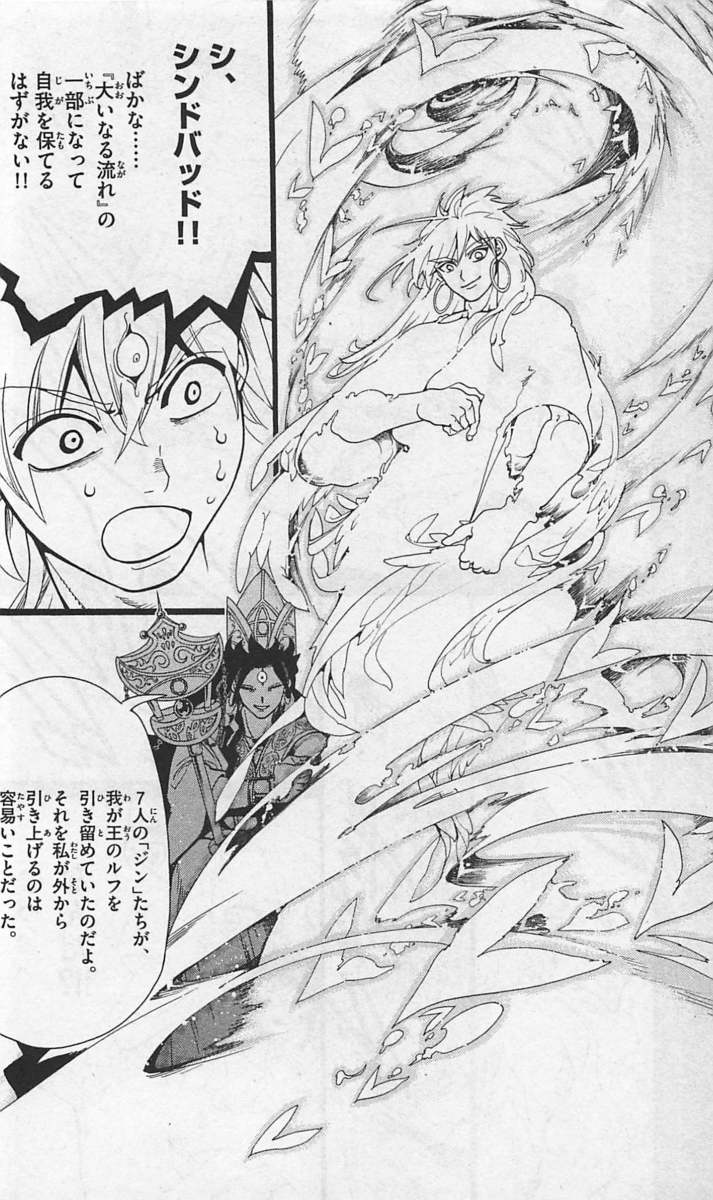 シ、
シンドバッド!!
ばかな……
『大いなる流れ』の
一部になって
自我を保てる
はずがない!!
7人の「ジン」たちが、
我が王のルフを
引き留めていたのだよ。
それを私が外から
引き上げるのは
容易いことだった。